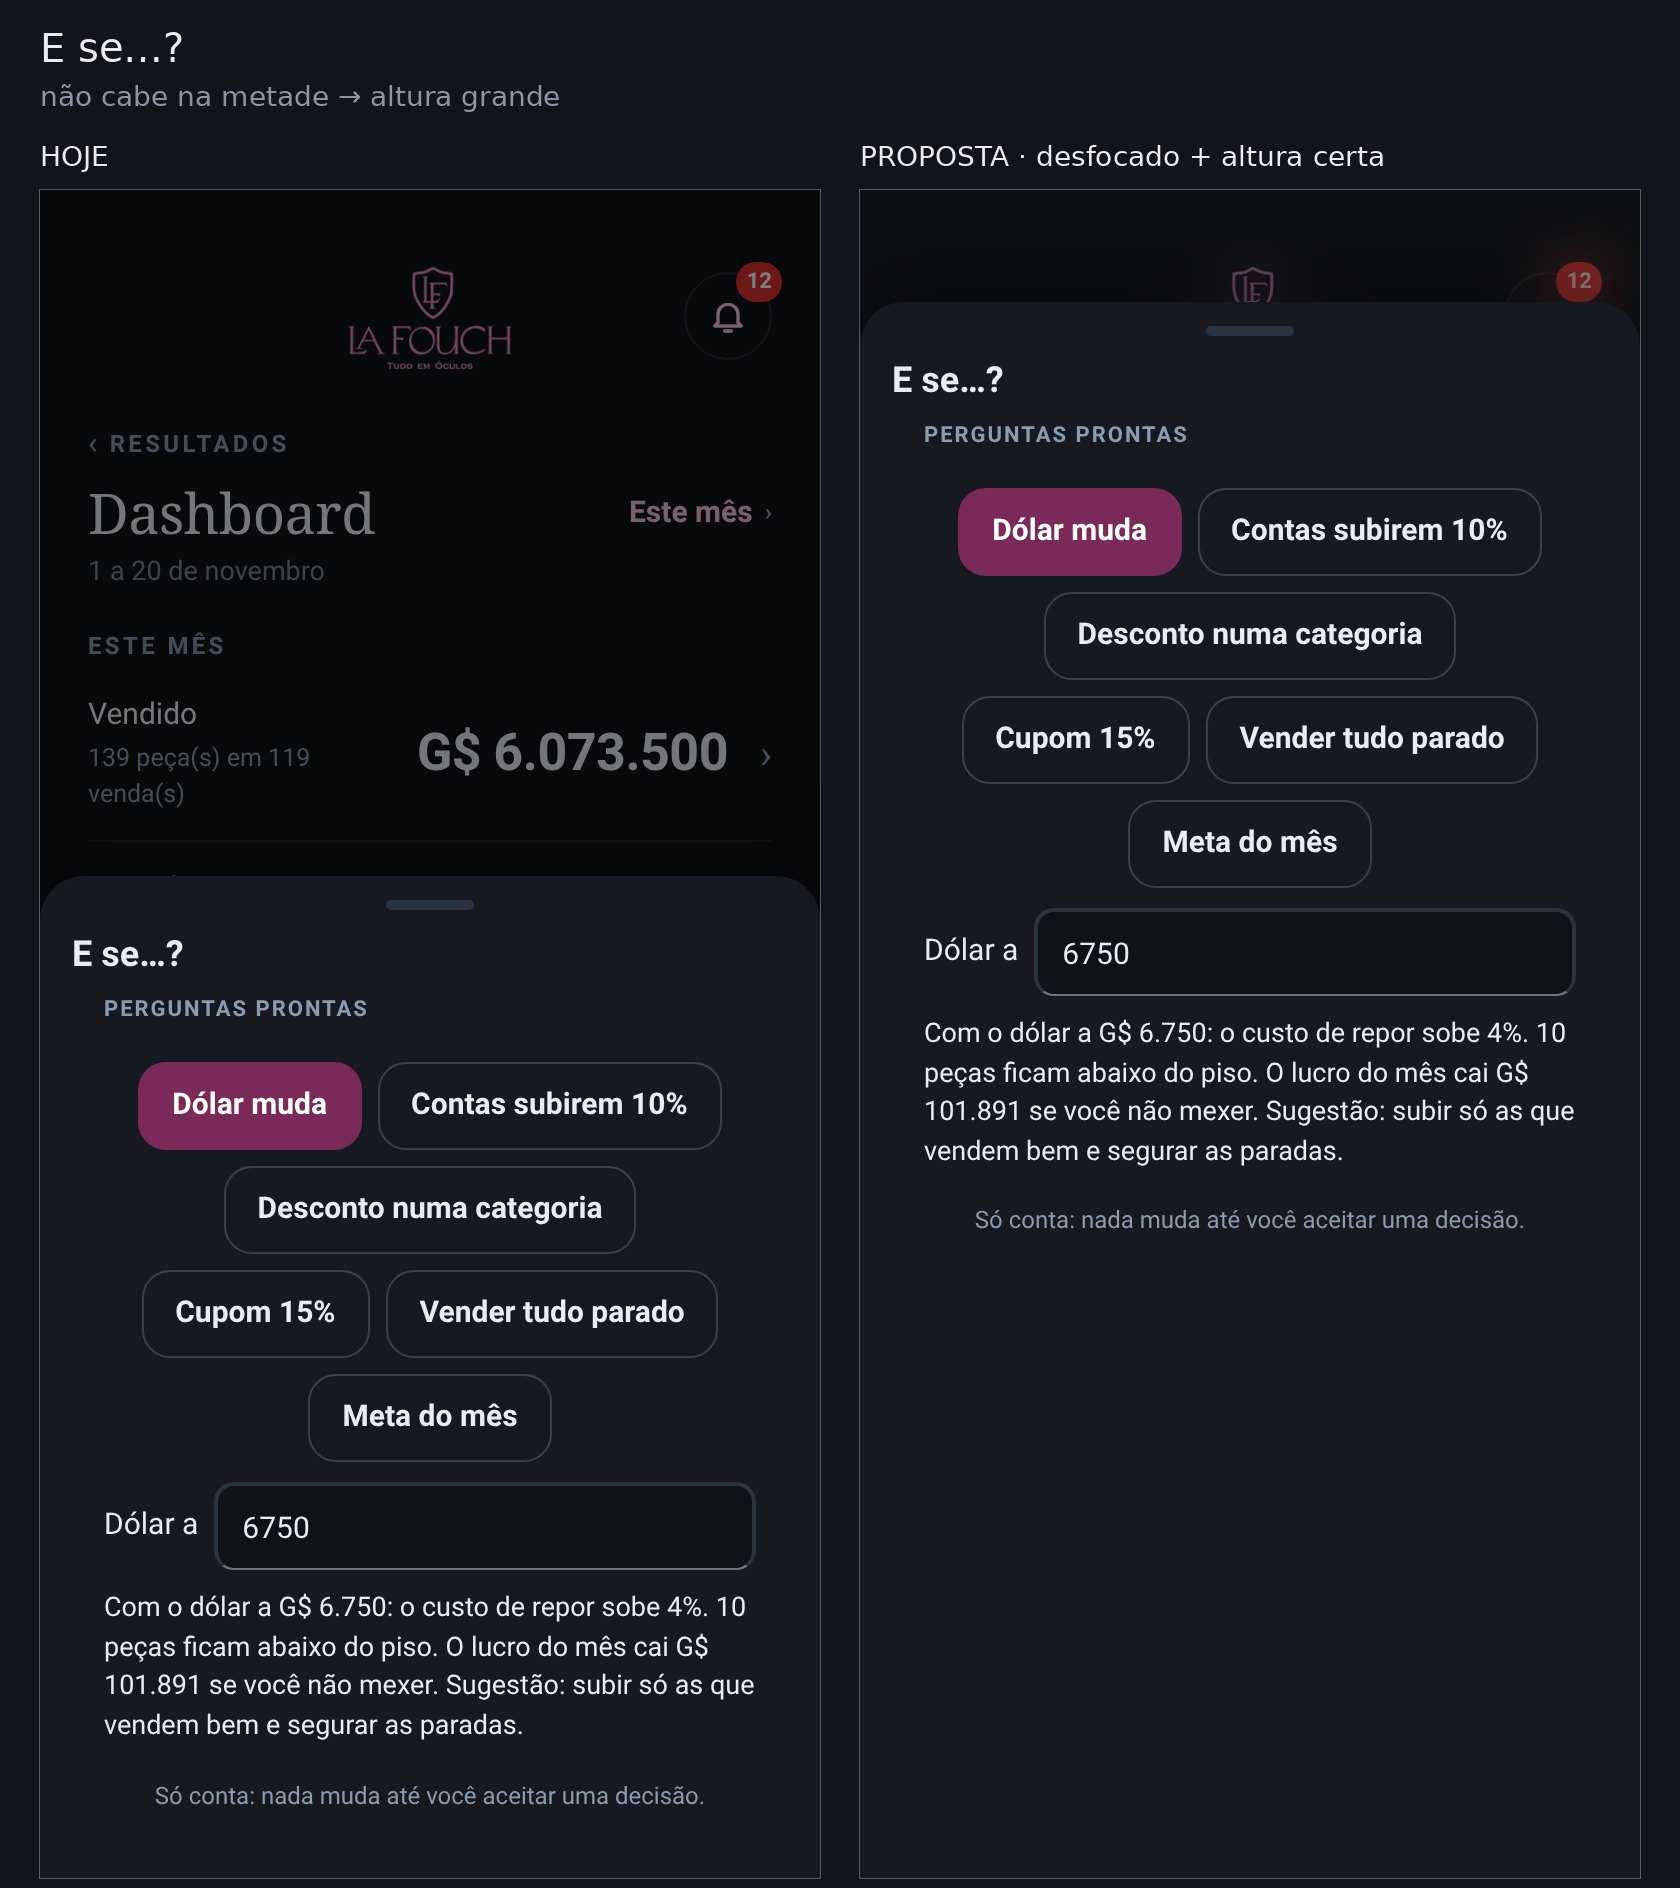 E se…?
não cabe na metade → altura grande
HOJE
LF
LA FOUCH
TUDO EM ÓCULOS
12
‹ RESULTADOS
Dashboard
Este mês ›
1 a 20 de novembro
ESTE MÊS
Vendido
139 peça(s) em 119
venda(s)
G$ 6.073.500 ›
E se…?
PERGUNTAS PRONTAS
Dólar muda
Contas subirem 10%
Desconto numa categoria
Cupom 15%
Vender tudo parado
Meta do mês
Dólar a
6750
Com o dólar a G$ 6.750: o custo de repor sobe 4%. 10
peças ficam abaixo do piso. O lucro do mês cai G$
101.891 se você não mexer. Sugestão: subir só as que
vendem bem e segurar as paradas.
Só conta: nada muda até você aceitar uma decisão.
PROPOSTA · desfocado + altura certa
LF
12
E se…?
PERGUNTAS PRONTAS
Dólar muda
Contas subirem 10%
Desconto numa categoria
Cupom 15%
Vender tudo parado
Meta do mês
Dólar a
6750
Com o dólar a G$ 6.750: o custo de repor sobe 4%. 10
peças ficam abaixo do piso. O lucro do mês cai G$
101.891 se você não mexer. Sugestão: subir só as que
vendem bem e segurar as paradas.
Só conta: nada muda até você aceitar uma decisão.